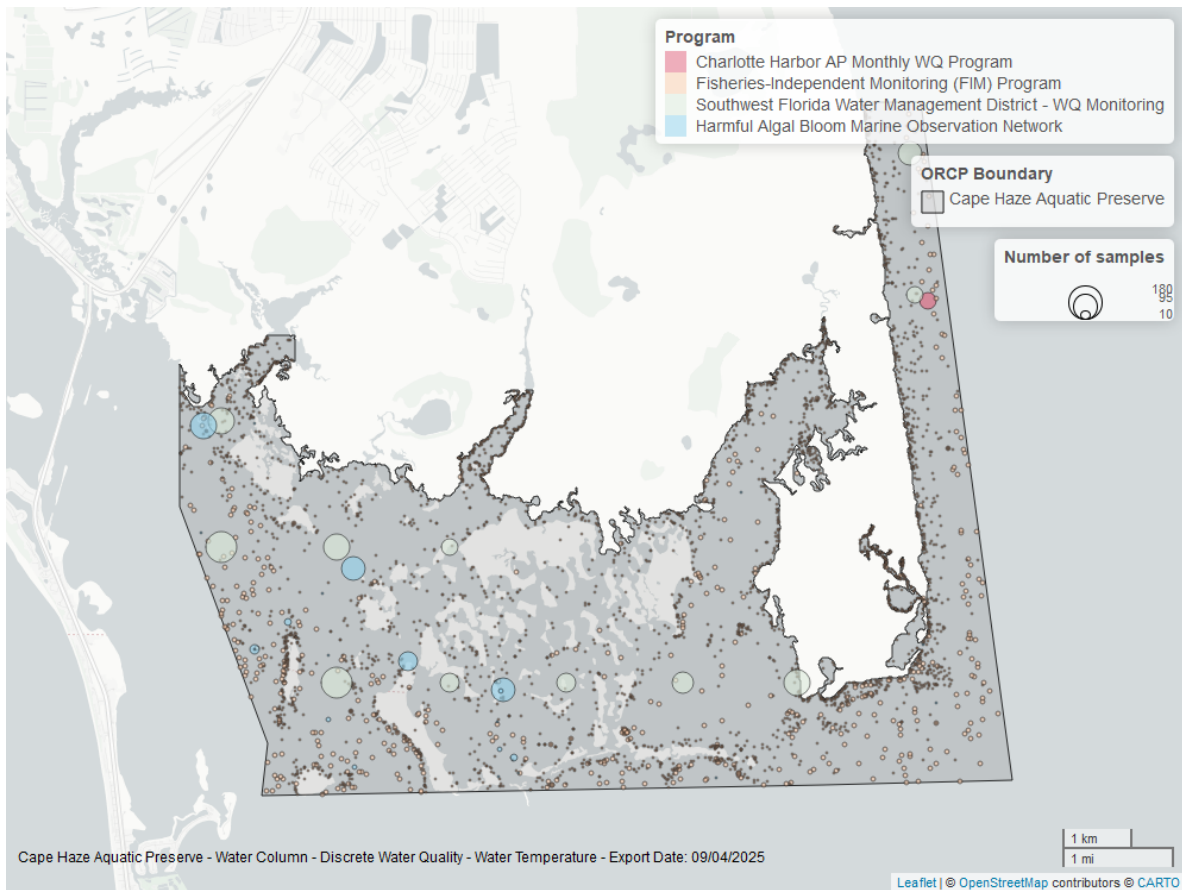 Program
Charlotte Harbor AP Monthly WQ Program
Fisheries-Independent Monitoring (FIM) Program
Southwest Florida Water Management District - WQ Monitoring
Harmful Algal Bloom Marine Observation Network
ORCP Boundary
Cape Haze Aquatic Preserve
Number of samples
180
95
10
1 km
1 mi
Cape Haze Aquatic Preserve - Water Column - Discrete Water Quality - Water Temperature - Export Date: 09/04/2025
Leaflet | © OpenStreetMap contributors © CARTO